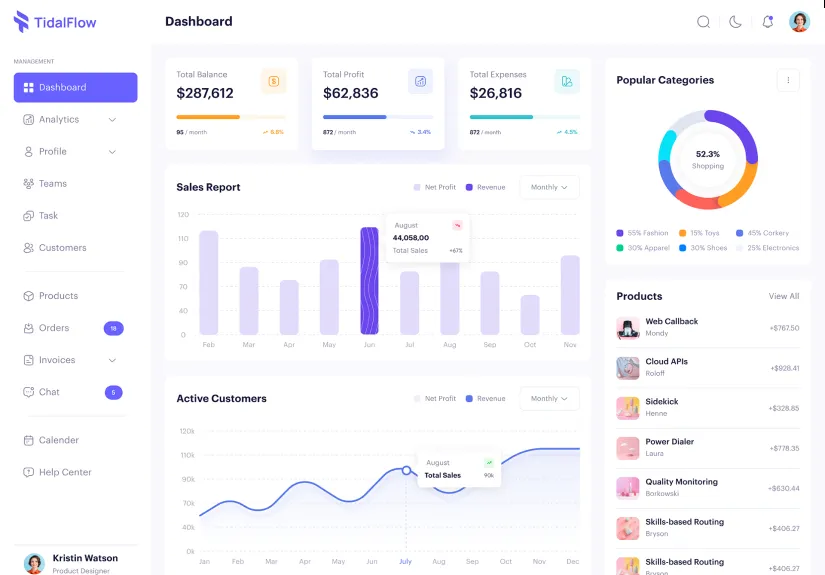 TidalFlow
MANAGEMENT
Dashboard
Analytics
Profile
Teams
Task
Customers
Products
Orders 18
Invoices
Chat 5
Calender
Help Center
Kristin Watson
Product Designer
Dashboard
Total Balance
$287,612
95 / month 6.8%
Total Profit
$62,836
872 / month 3.4%
Total Expenses
$26,816
872 / month 4.5%
Sales Report
Net Profit Revenue Monthly
120
110
90
70
40
0
August
44,058,00
Total Sales +67%
Feb Mar Apr May Jun Jul Aug Sep Oct Nov
Active Customers
Net Profit Revenue Monthly
120k
110k
90k
70k
40k
0k
August
Total Sales 90k
Jan Feb Mar Apr May Jun July Aug Sep Oct Nov Dec
Popular Categories
52.3%
Shopping
55% Fashion 15% Toys 45% Corkery
30% Apparel 30% Shoes 25% Electronics
Products View All
Web Callback
Mondy
+$767.50
Cloud APIs
Roloff
+$928.41
Sidekick
Henne
+$328.85
Power Dialer
Laura
+$778.35
Quality Monitoring
Borkowski
+$630.44
Skills-based Routing
Bryson
+$406.27
Skills-based Routing
Bryson
+$406.27